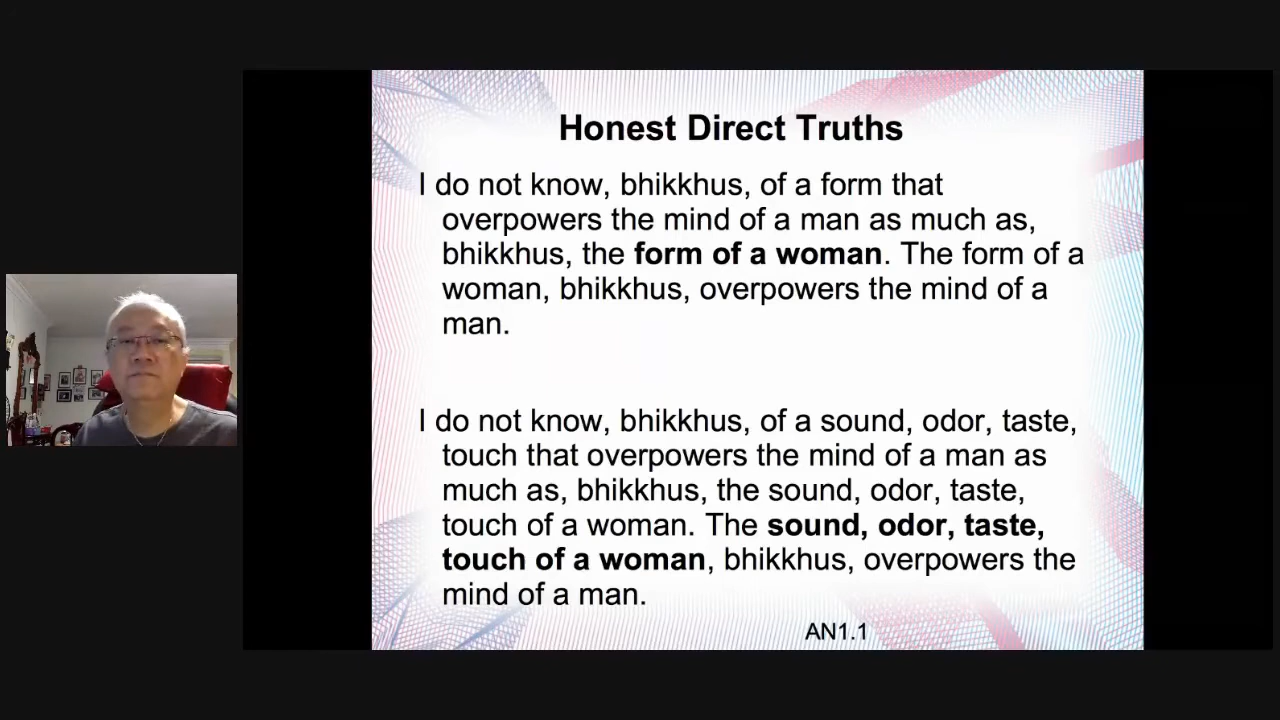 Honest Direct Truths
I do not know, bhikkhus, of a form that
overpowers the mind of a man as much as,
bhikkhus, the form of a woman. The form of a
woman, bhikkhus, overpowers the mind of a
man.
I do not know, bhikkhus, of a sound, odor, taste,
touch that overpowers the mind of a man as
much as, bhikkhus, the sound, odor, taste,
touch of a woman. The sound, odor, taste,
touch of a woman, bhikkhus, overpowers the
mind of a man.
AN1.1